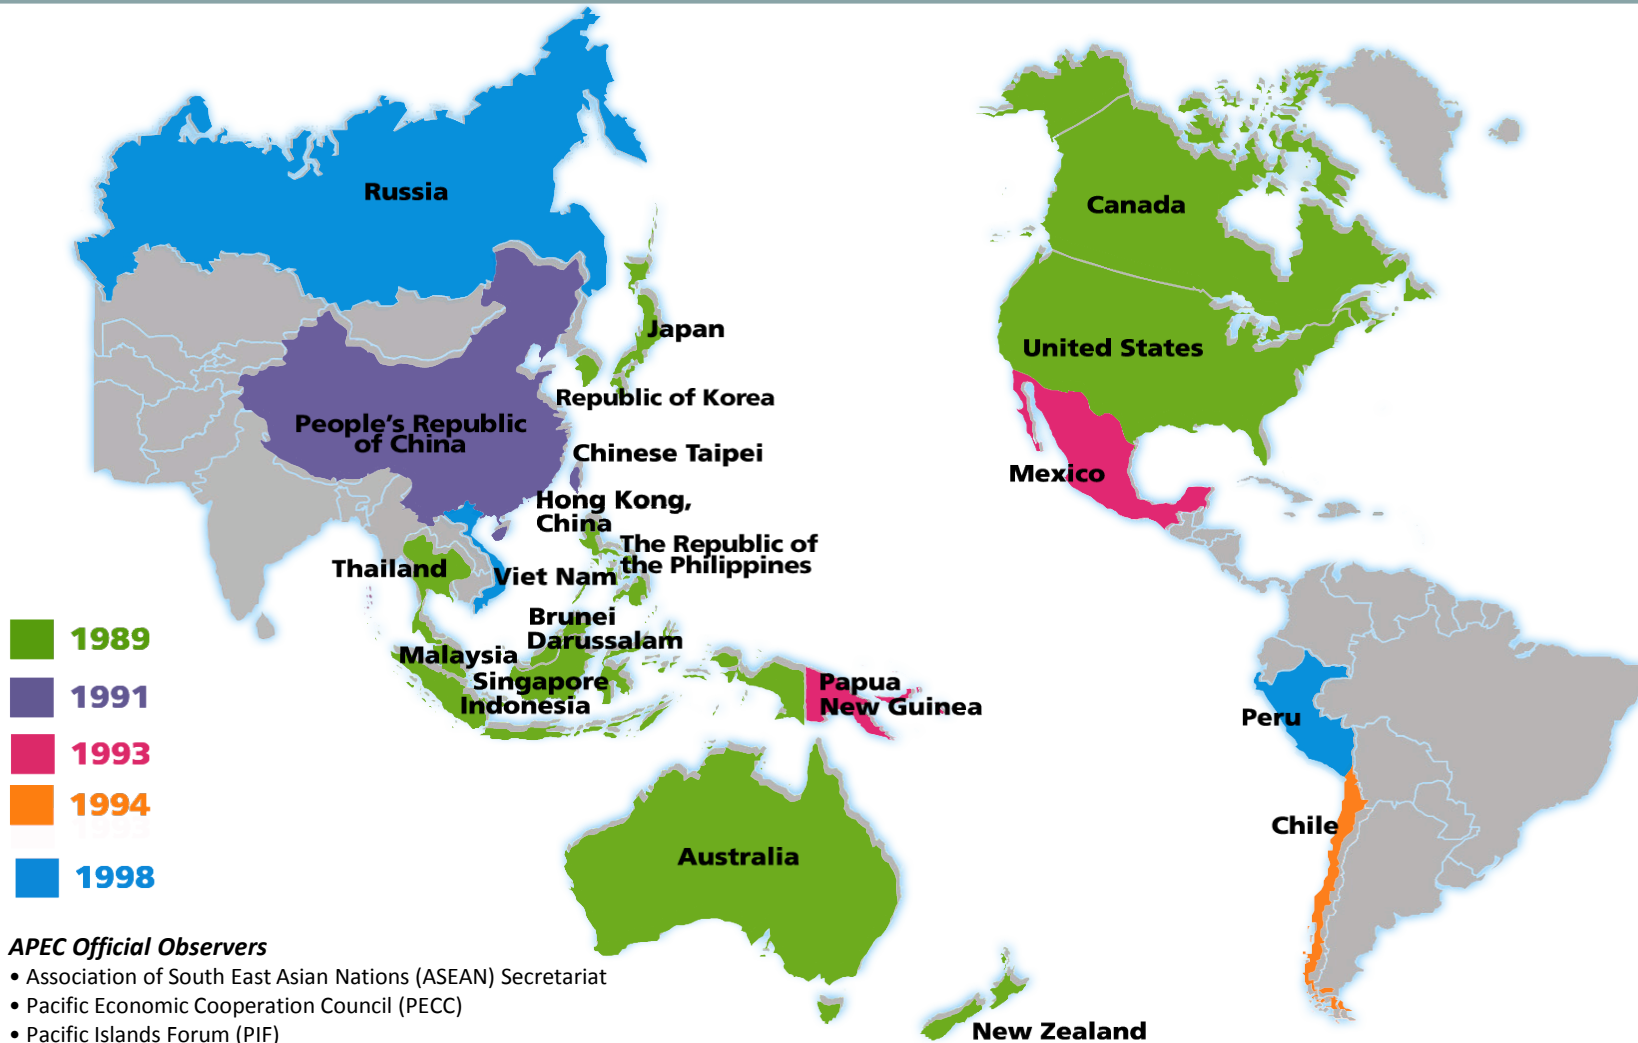 Russia
Canada
Japan
United States
Republic of Korea
People's Republic
of China
Chinese Taipei
Mexico
Hong Kong,
China
The Republic of
the Philippines
Thailand
Viet Nam
Brunei
Darussalam
Malaysia
Singapore
Indonesia
Papua
New Guinea
Peru
Chile
Australia
New Zealand
1989
1991
1993
1994
1998
APEC Official Observers
• Association of South East Asian Nations (ASEAN) Secretariat
• Pacific Economic Cooperation Council (PECC)
• Pacific Islands Forum (PIF)